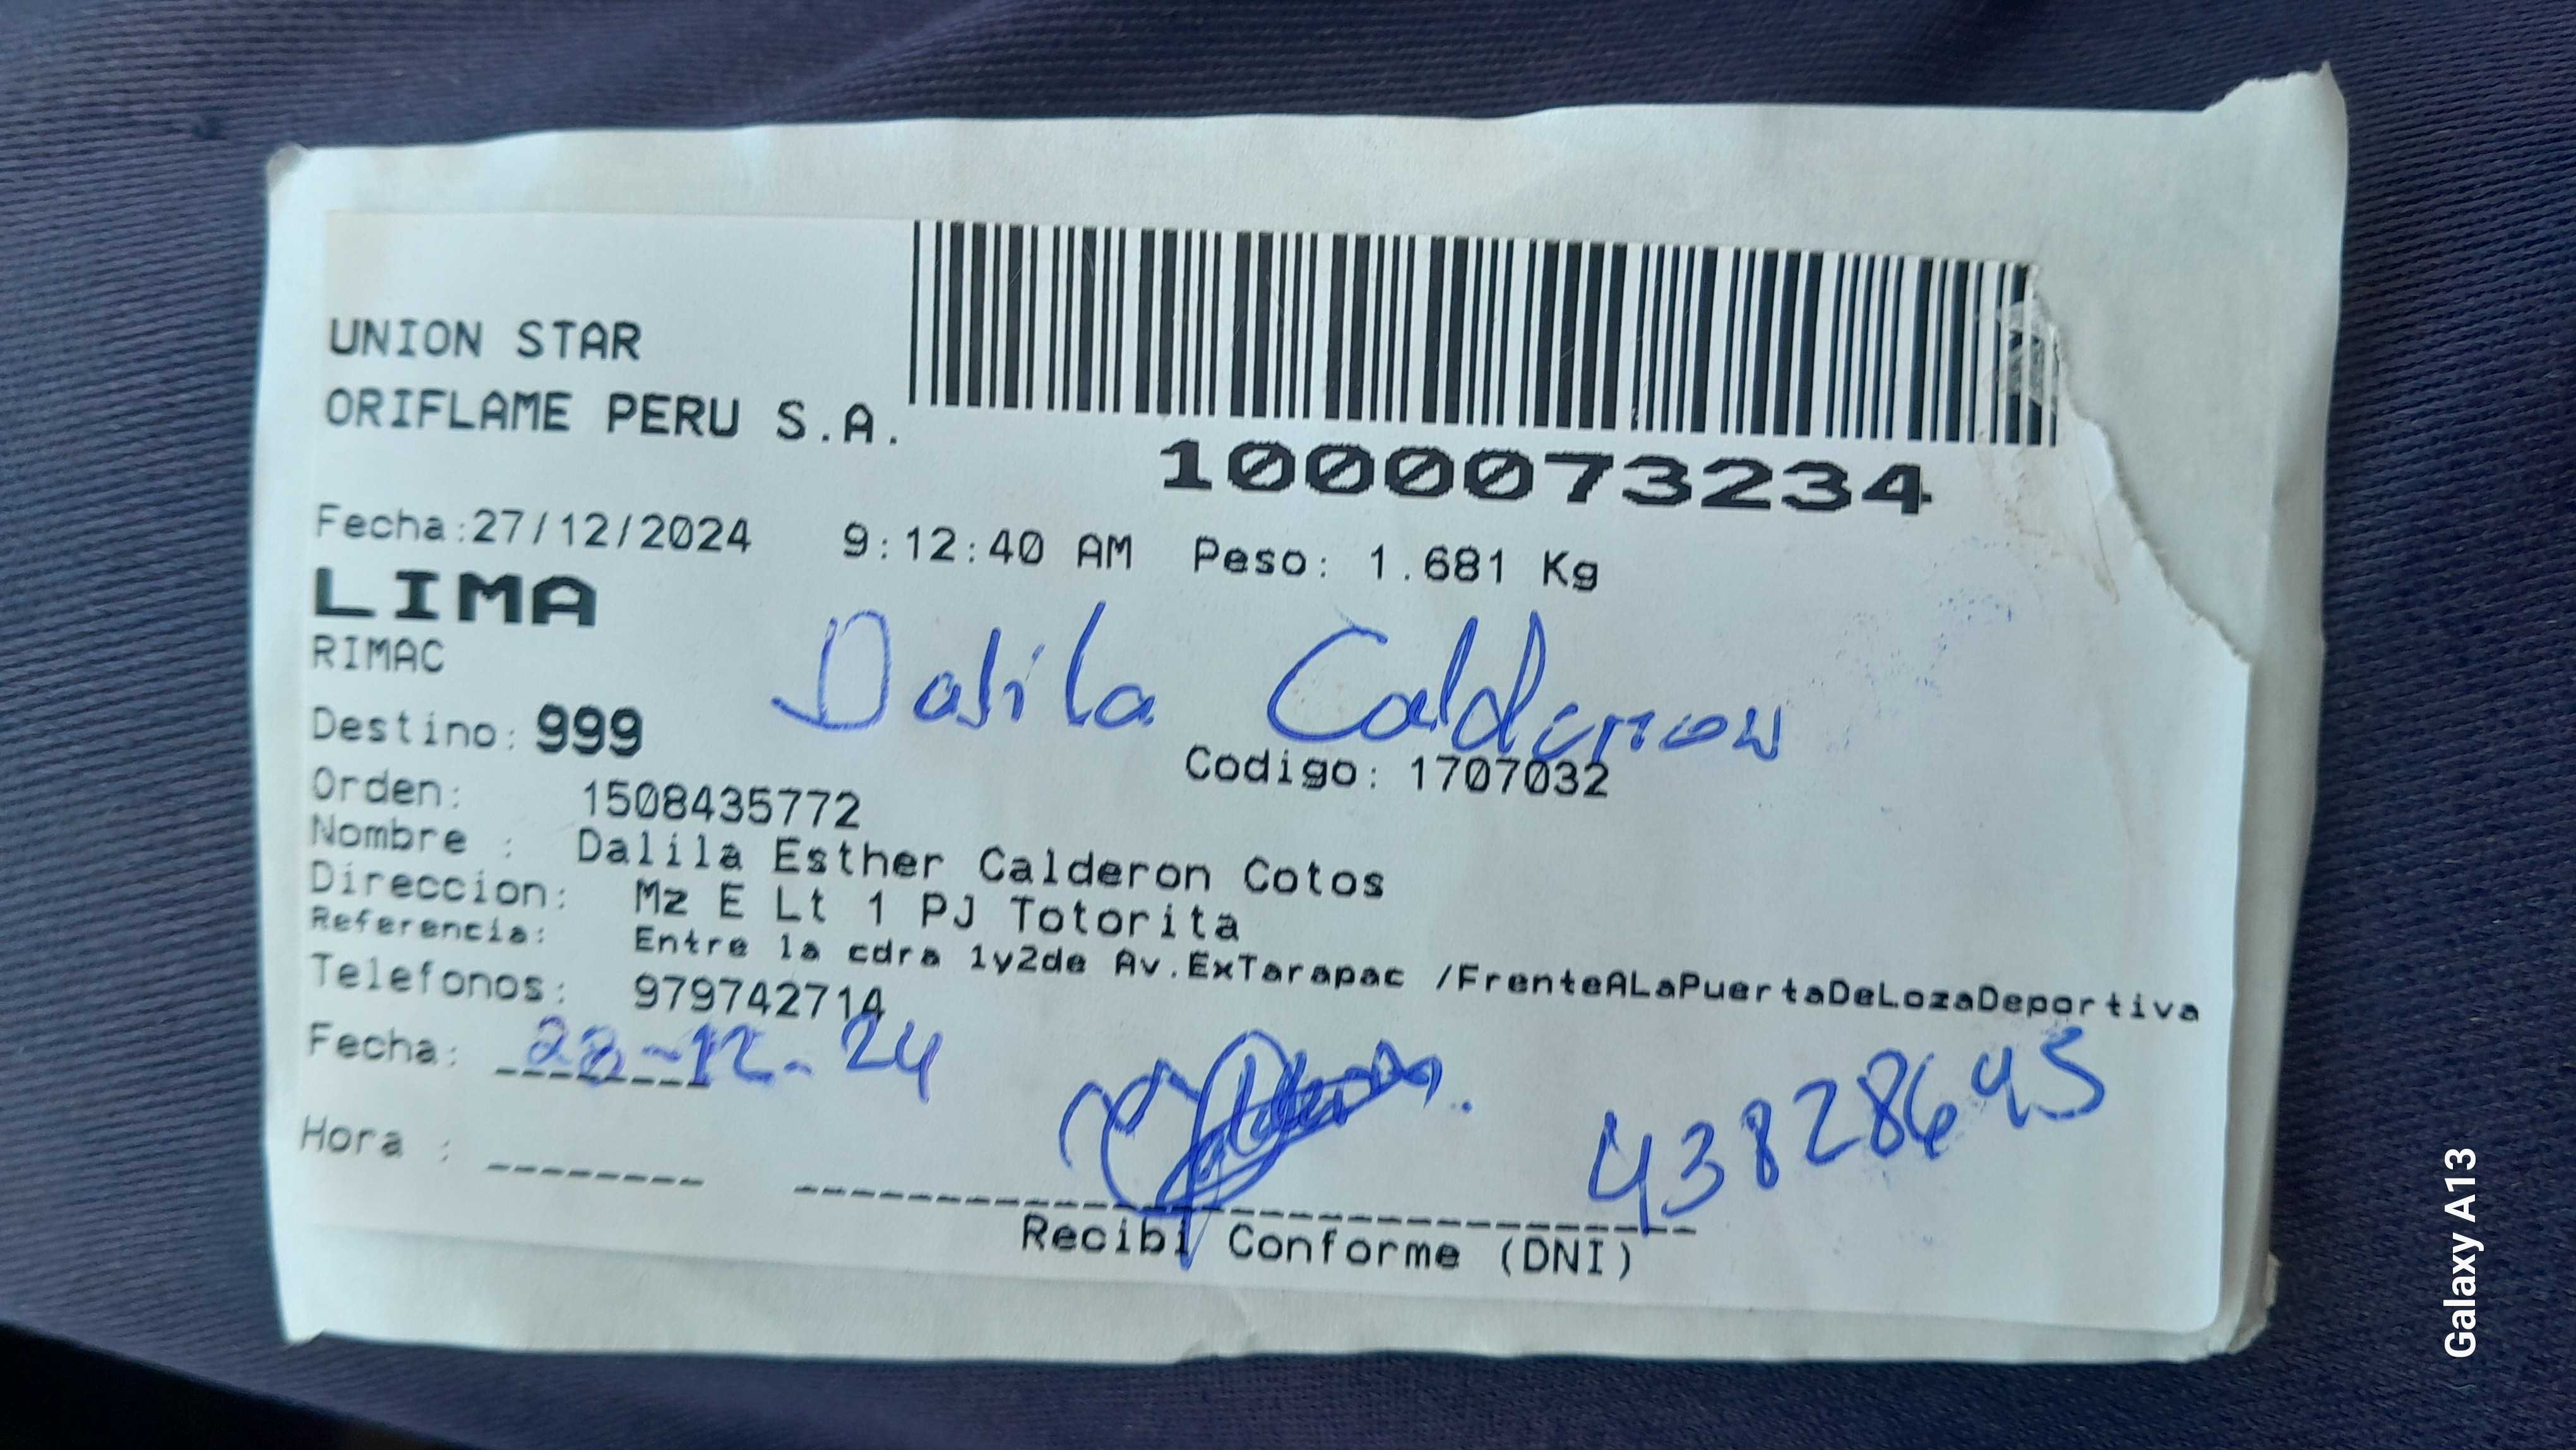 UNION STAR
ORIFLAME PERU S.A.
1000073234
Fecha:27/12/2024 9:12:40 AM Peso: 1.681 Kg
LIMA
RIMAC
Dalila Calderon
Destino: 999
Codigo: 1707032
Orden: 1508435772
Nombre : Dalila Esther Calderon Cotos
Direccion: Mz E Lt 1 PJ Totorita
Referencia: Entre la cdra 1y2de Av.ExTarapac /FrenteALaPuertaDeLozaDeportiva
Telefonos: 979742714
Fecha: 28-12-24
Hora :
43828645
Recibi Conforme (DNI)
Galaxy A13